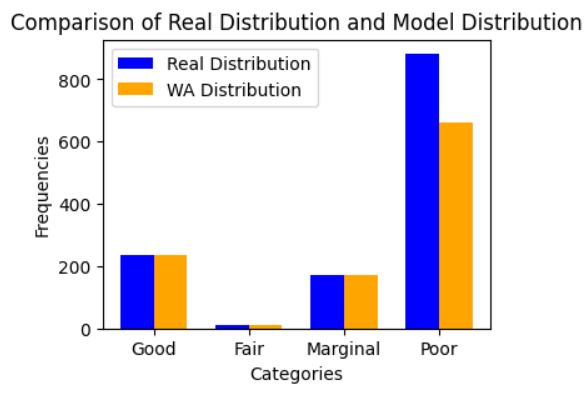 Comparison of Real Distribution and Model Distribution
Real Distribution
WA Distribution
800
600
400
200
0
Frequencies
Good Fair Marginal Poor
Categories